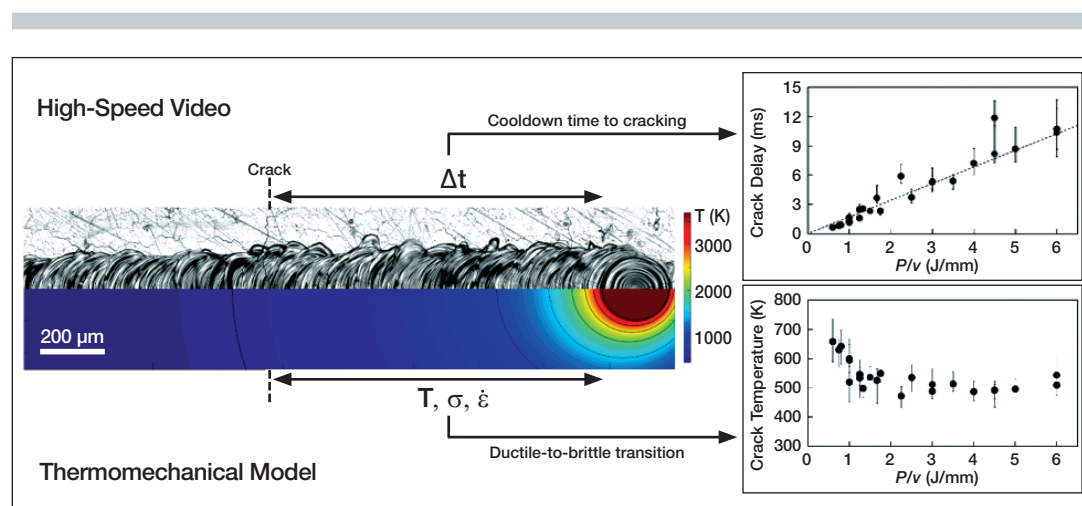 High-Speed Video
Crack
Δt
Cooldown time to cracking
T (K)
3000
2000
1000
200 µm
T, σ, ε̇
Ductile-to-brittle transition
Thermomechanical Model
Crack Delay (ms)
15
12
9
6
3
0
0 1 2 3 4 5 6
P/v (J/mm)
Crack Temperature (K)
800
700
600
500
400
300
0 1 2 3 4 5 6
P/v (J/mm)